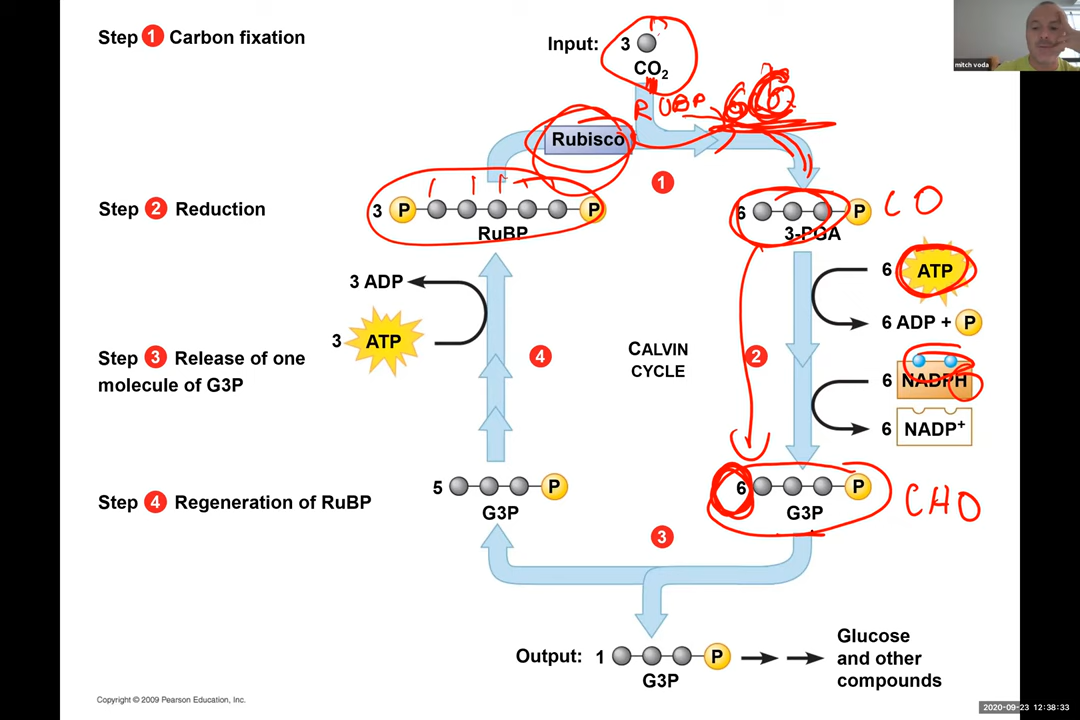 Step 1 Carbon fixation
Input: 3
CO2
mitch voda
RUBP
6
Rubisco
1
Step 2 Reduction
3 P P
RuBP
6 P
3-PGA
CO
3 ADP
6 ATP
3 ATP
6 ADP + P
Step 3 Release of one
molecule of G3P
4
CALVIN
CYCLE
2
6 NADPH
6 NADP+
Step 4 Regeneration of RuBP
5 P
G3P
6 P
G3P
CHO
3
Output: 1 P
G3P
Glucose
and other
compounds
Copyright © 2009 Pearson Education, Inc.
2020-09-23 12:38:33